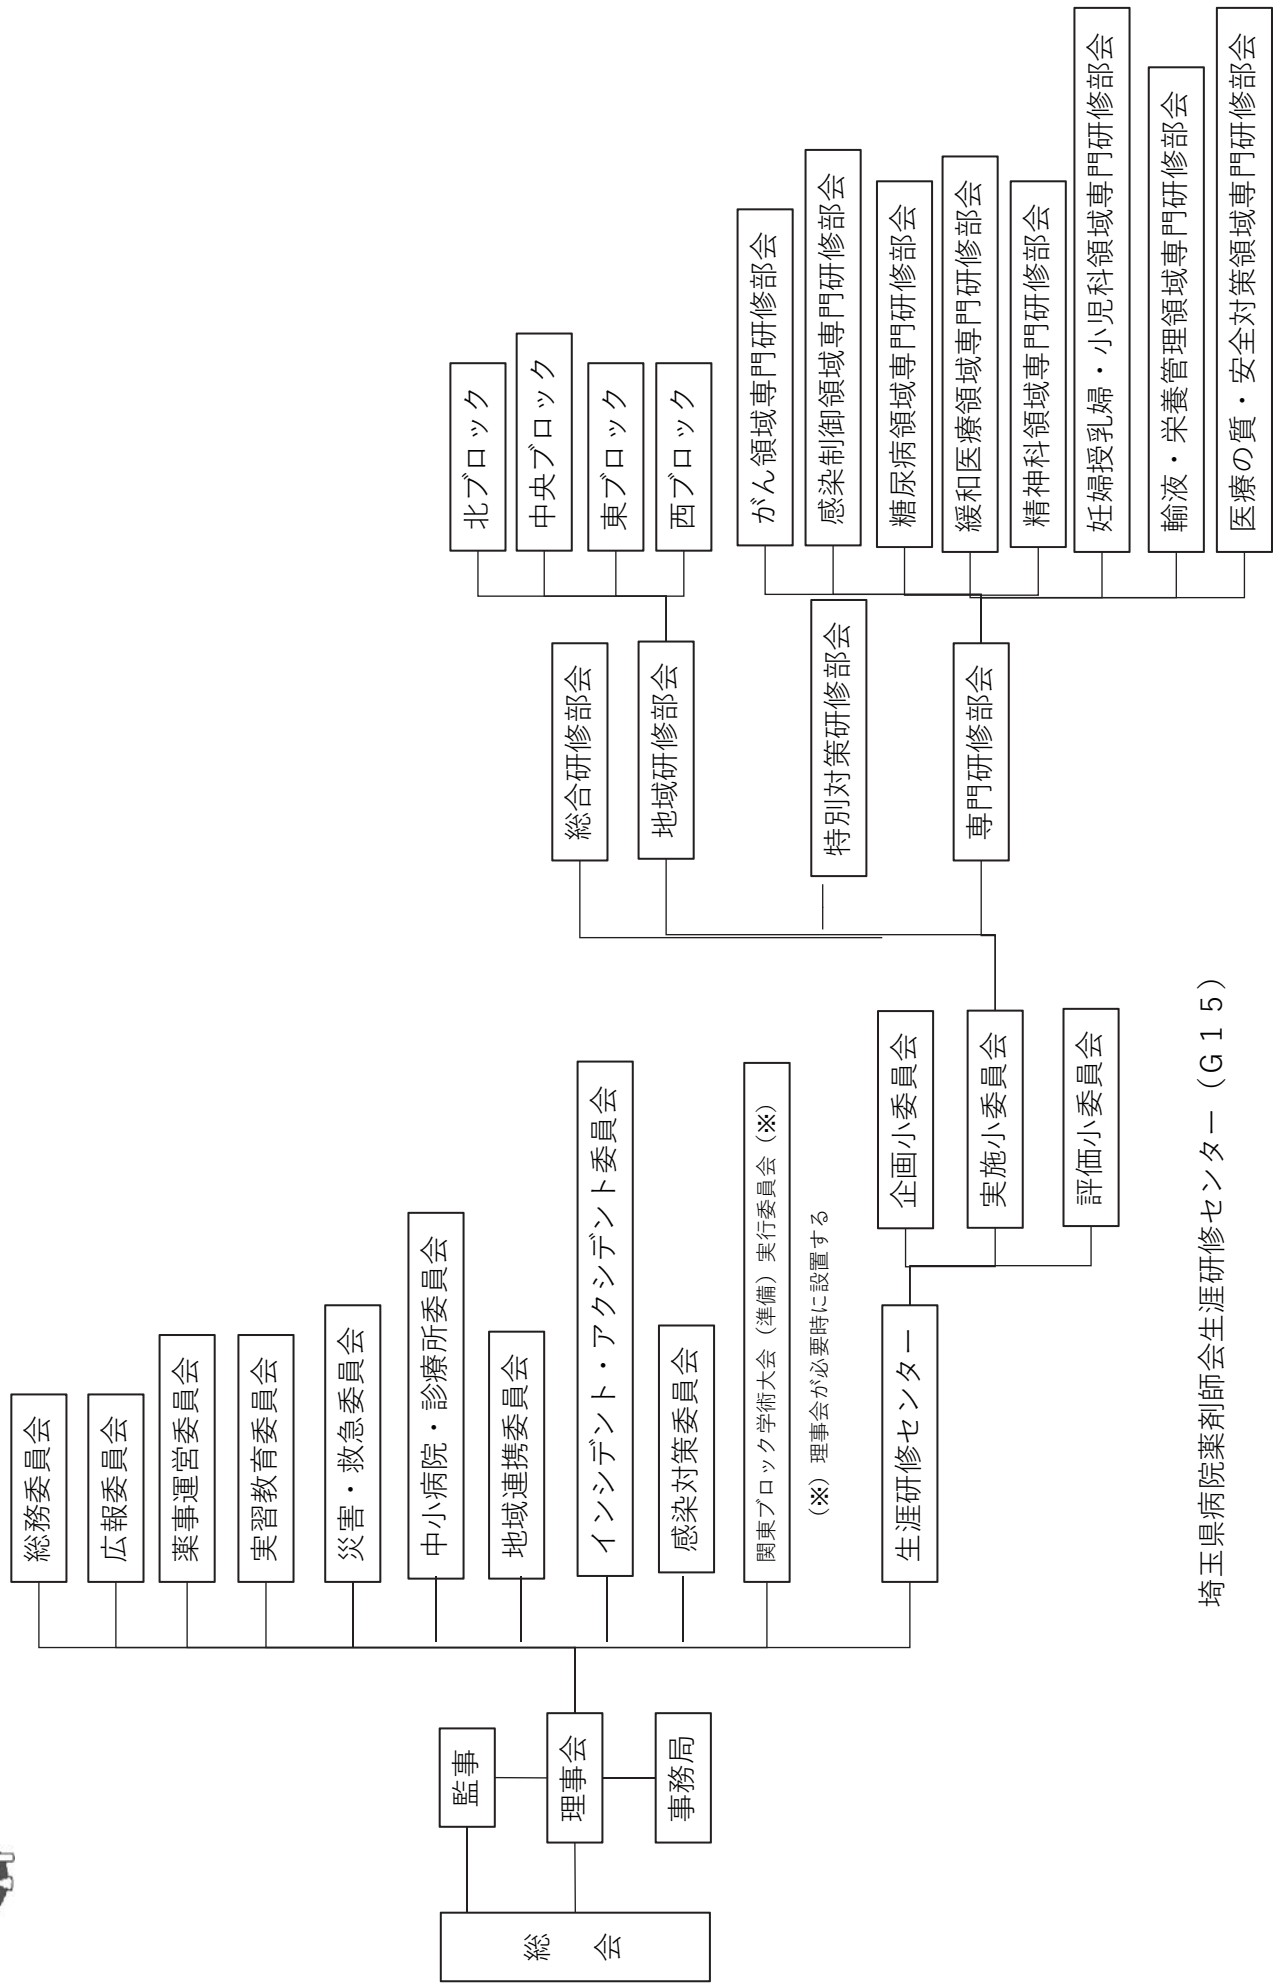 総　会
監事
理事会
事務局
総務委員会
広報委員会
薬事運営委員会
実習教育委員会
災害・救急委員会
中小病院・診療所委員会
地域連携委員会
インシデント・アクシデント委員会
感染対策委員会
関東ブロック学術大会（準備）実行委員会（※）
（※）理事会が必要時に設置する
生涯研修センター
企画小委員会
実施小委員会
評価小委員会
総合研修部会
地域研修部会
特別対策研修部会
専門研修部会
北ブロック
中央ブロック
東ブロック
西ブロック
がん領域専門研修部会
感染制御領域専門研修部会
糖尿病領域専門研修部会
緩和医療領域専門研修部会
精神科領域専門研修部会
妊婦授乳婦・小児科領域専門研修部会
輸液・栄養管理領域専門研修部会
医療の質・安全対策領域専門研修部会
埼玉県病院薬剤師会生涯研修センター（Ｇ１５）